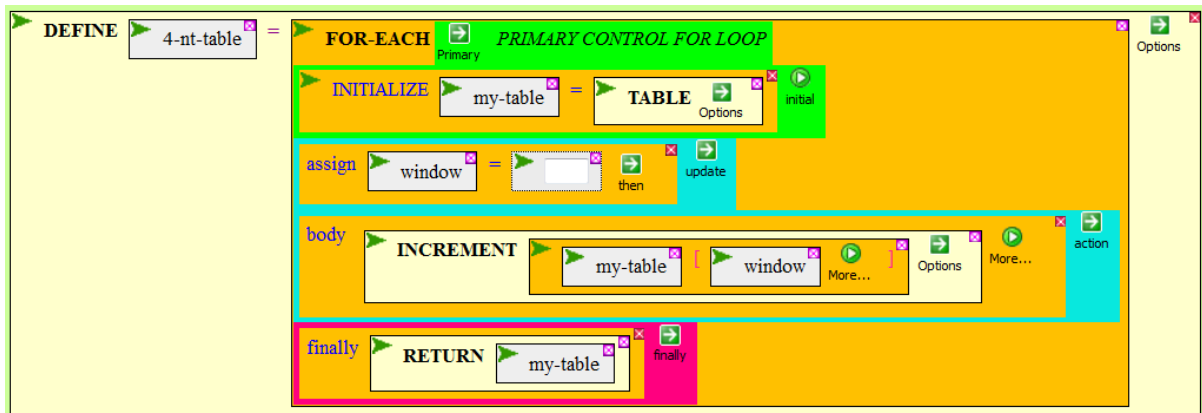 DEFINE 4-nt-table = FOR-EACH Primary PRIMARY CONTROL FOR LOOP Options
INITIALIZE my-table = TABLE Options initial
assign window = then update
body INCREMENT my-table [ window More... ] Options More... action
finally RETURN my-table finally